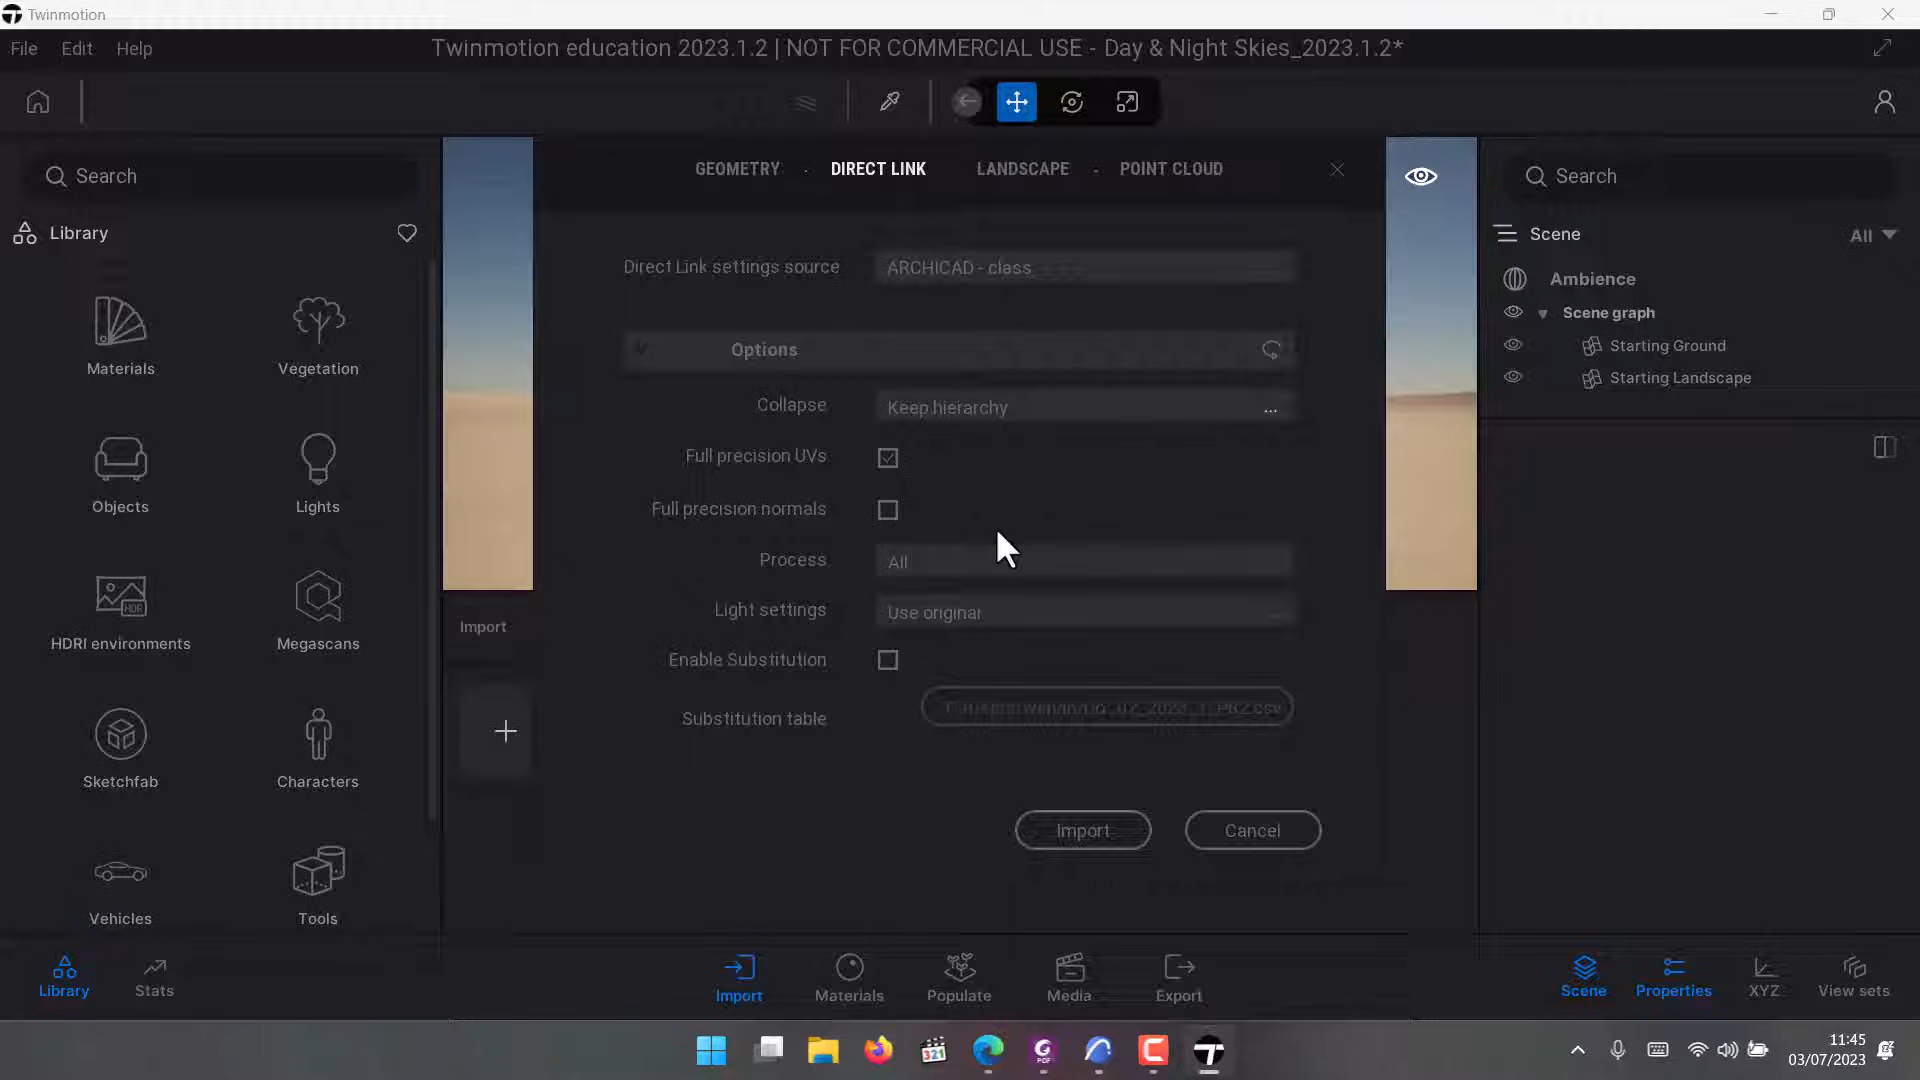 Twinmotion
File Edit Help
Twinmotion education 2023.1.2 | NOT FOR COMMERCIAL USE - Day & Night Skies_2023.1.2*
Search
Library
Materials
Vegetation
Objects
Lights
HDR
HDRI environments
Megascans
Sketchfab
Characters
Vehicles
Tools
Library
Stats
GEOMETRY . DIRECT LINK LANDSCAPE - POINT CLOUD
Direct Link settings source ARCHICAD - class
Options
Collapse Keep hierarchy ...
Full precision UVs
Full precision normals
Process All
Light settings Use original
Enable Substitution
Substitution table
Import Cancel
Import
Import
Materials
Populate
Media
Export
Search
Scene All
Ambience
Scene graph
Starting Ground
Starting Landscape
Scene
Properties
XYZ
View sets
321
PDF
11:45
03/07/2023